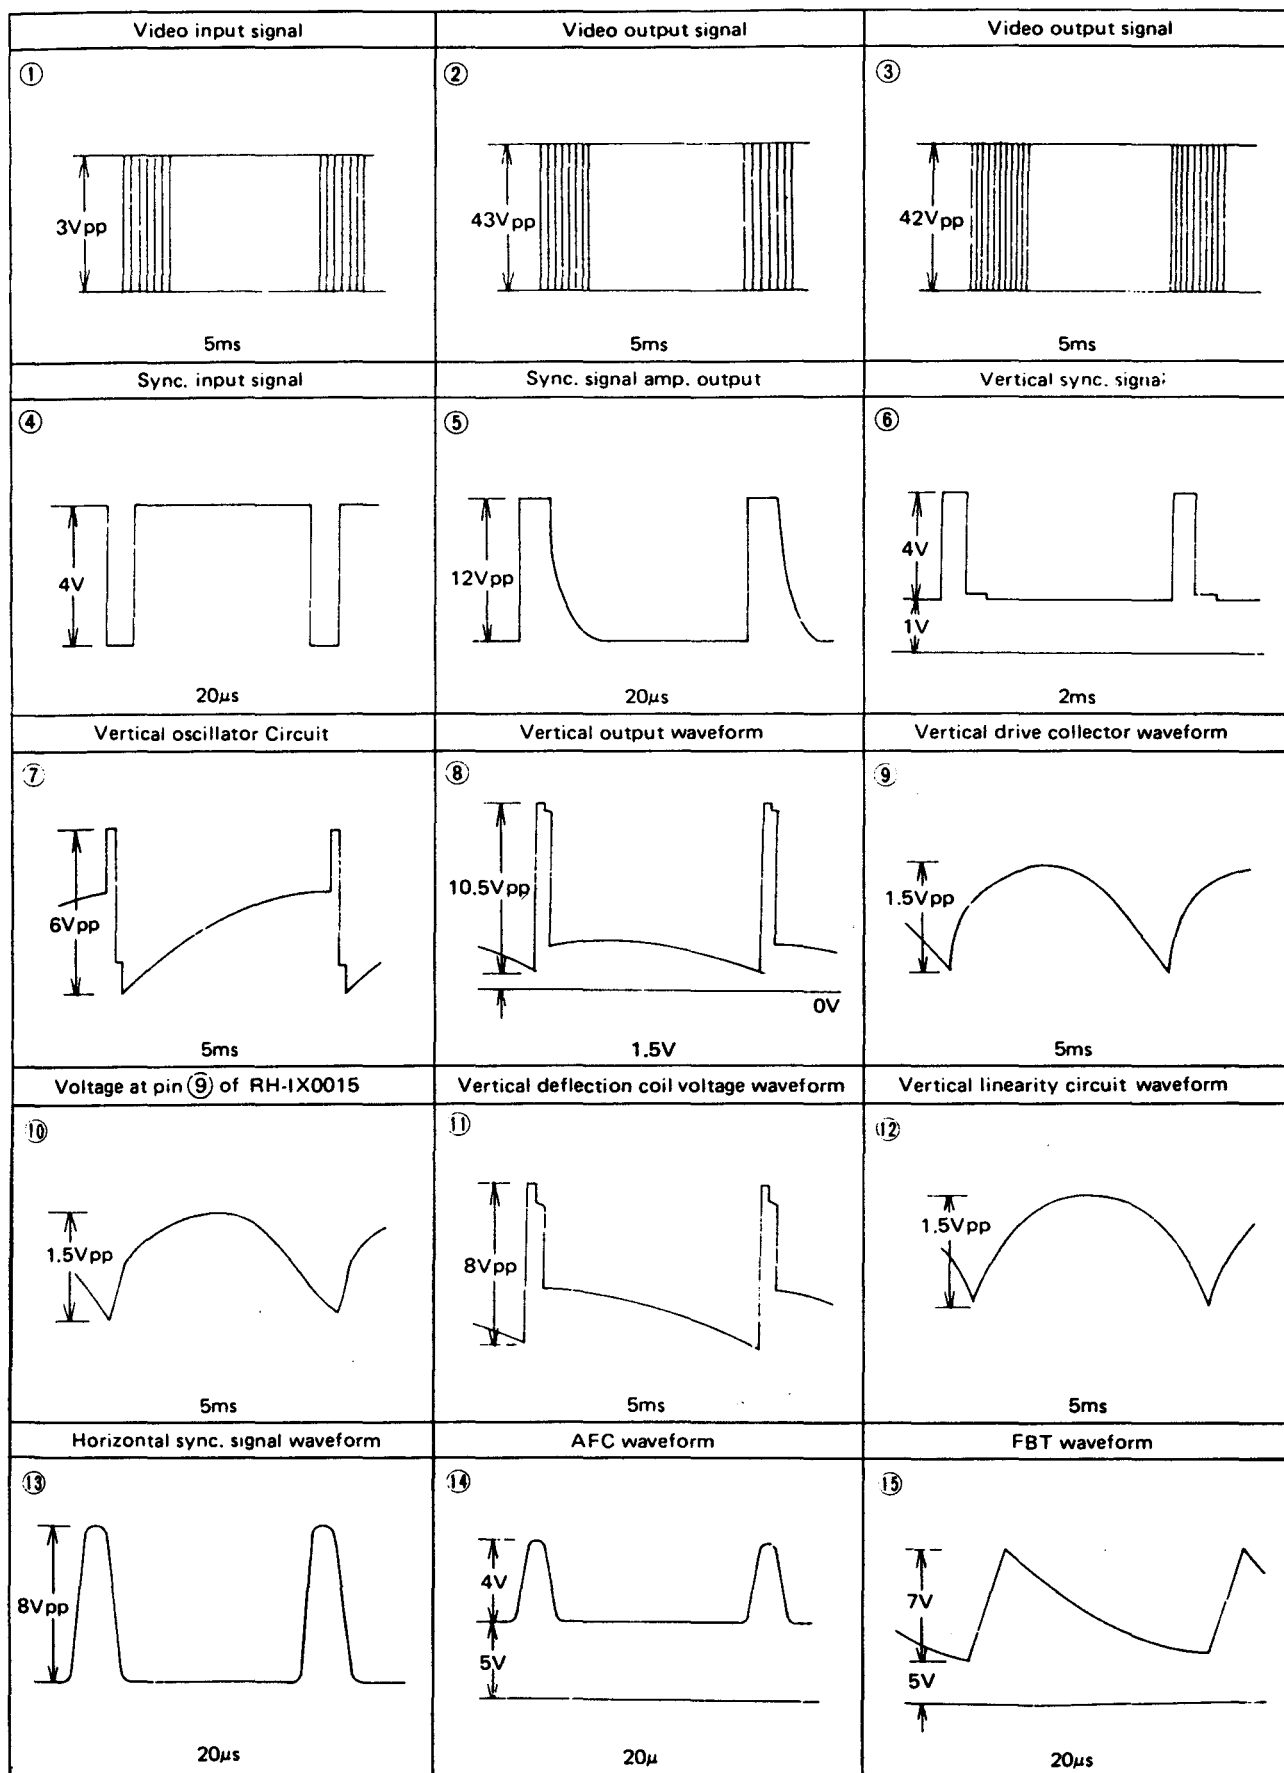 Video input signal
Video output signal
Video output signal
①
②
③
3Vpp
43Vpp
42Vpp
5ms
5ms
5ms
Sync. input signal
Sync. signal amp. output
Vertical sync. signal
④
⑤
⑥
4V
12Vpp
4V
1V
20μs
20μs
2ms
Vertical oscillator Circuit
Vertical output waveform
Vertical drive collector waveform
⑦
⑧
⑨
6Vpp
10.5Vpp
1.5Vpp
0V
5ms
1.5V
5ms
Voltage at pin ⑨ of RH-IX0015
Vertical deflection coil voltage waveform
Vertical linearity circuit waveform
⑩
⑪
⑫
1.5Vpp
8Vpp
1.5Vpp
5ms
5ms
5ms
Horizontal sync. signal waveform
AFC waveform
FBT waveform
⑬
⑭
⑮
8Vpp
4V
5V
7V
5V
20μs
20μ
20μs